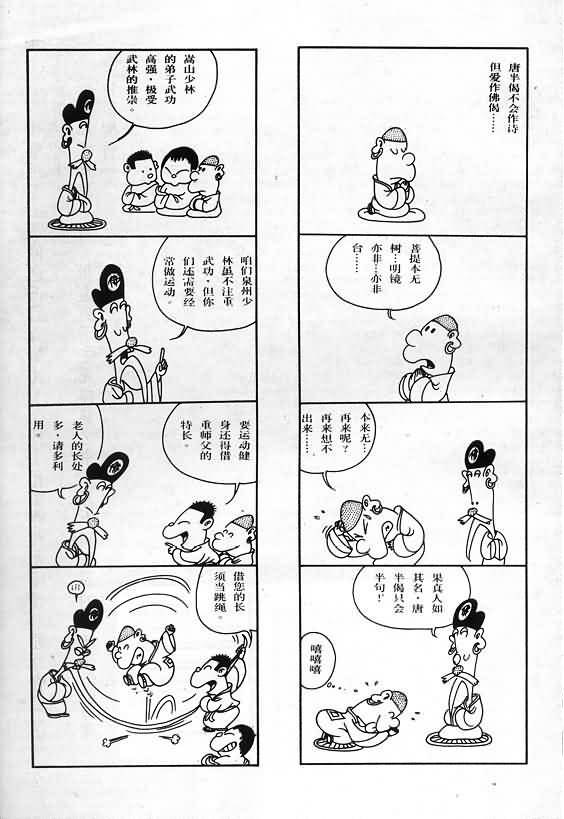 唐半偈不会作诗
但爱作佛偈……
菩提本无
树…明镜
亦非…亦非
台……
本来无…
再来呢？
再来想不
出来……
果真人如
其名，唐
半偈只会
半句！
嘻嘻嘻
嵩山少林
的弟子武功
高强，极受
武林的推崇。
咱们泉州少
林虽不注重
武功，但你
们还需要经
常做运动。
要运动健
身还得借
重师父的
特长。
老人的长处
多，请多利
用。
借您的长
须当跳绳。